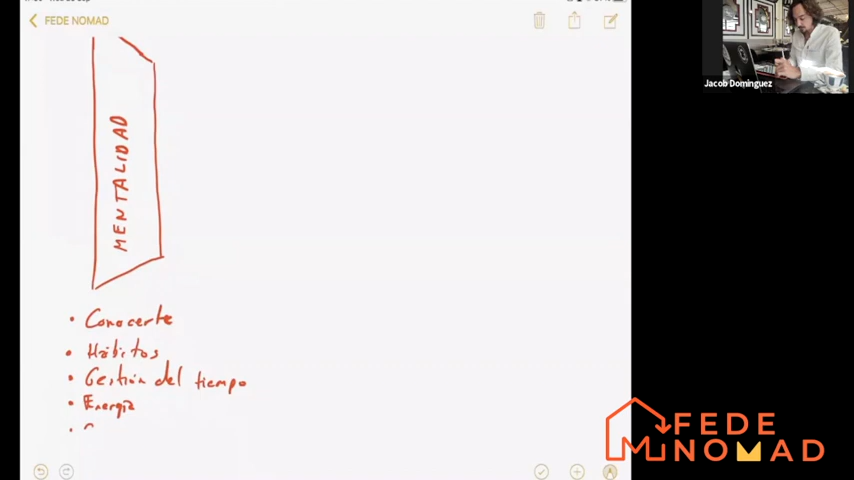 FEDE NOMAD
Jacob Dominguez
MENTALIDAD
• Conocerte
• Hábitos
• Gestión del tiempo
• Energía
FEDE
NOMAD